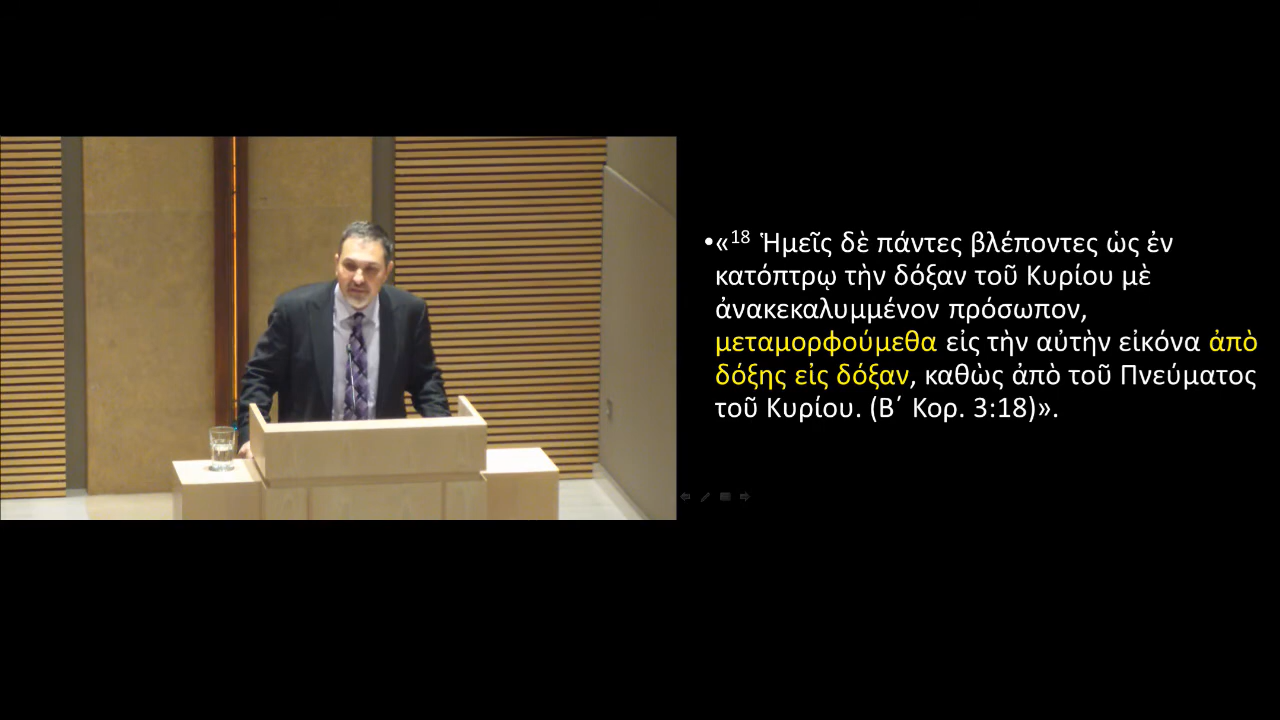 •«18 Ἡμεῖς δὲ πάντες βλέποντες ὡς ἐν
κατόπτρῳ τὴν δόξαν τοῦ Κυρίου μὲ
ἀνακεκαλυμμένον πρόσωπον,
μεταμορφούμεθα εἰς τὴν αὐτὴν εἰκόνα ἀπὸ
δόξης εἰς δόξαν, καθὼς ἀπὸ τοῦ Πνεύματος
τοῦ Κυρίου. (Β΄ Κορ. 3:18)».